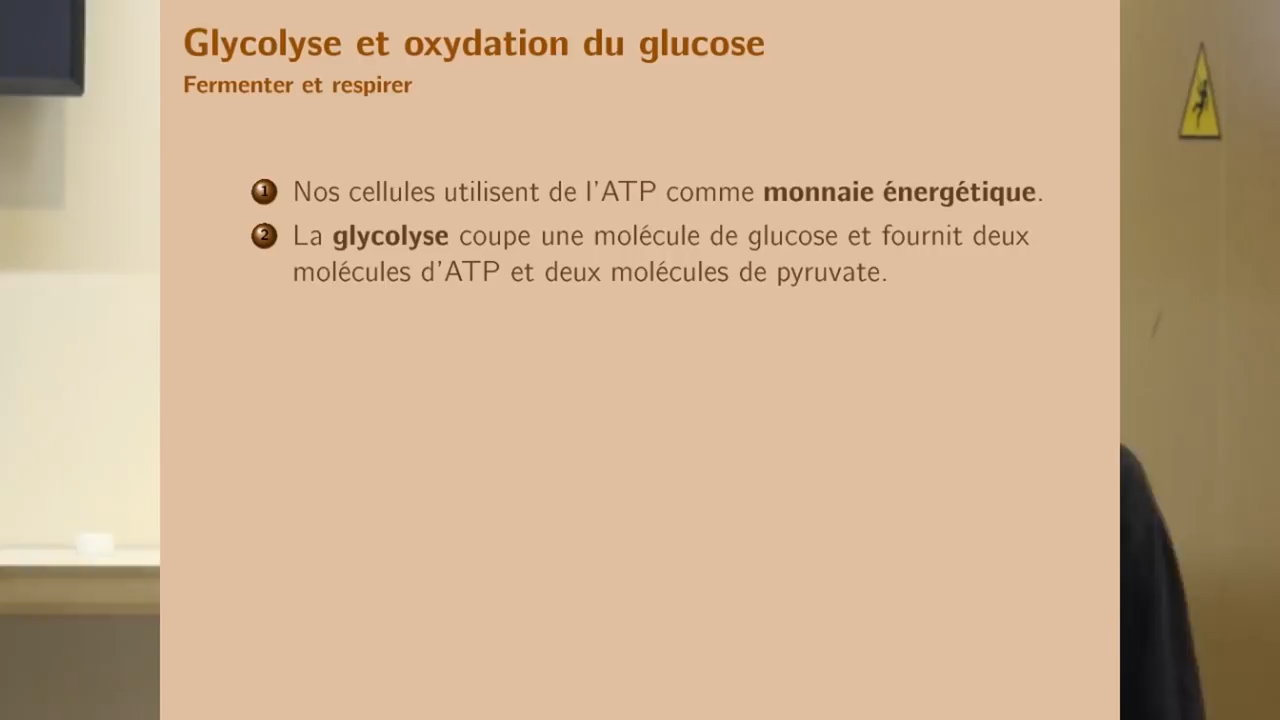 Glycolyse et oxydation du glucose
Fermenter et respirer
1 Nos cellules utilisent de l'ATP comme monnaie énergétique.
2 La glycolyse coupe une molécule de glucose et fournit deux
molécules d'ATP et deux molécules de pyruvate.